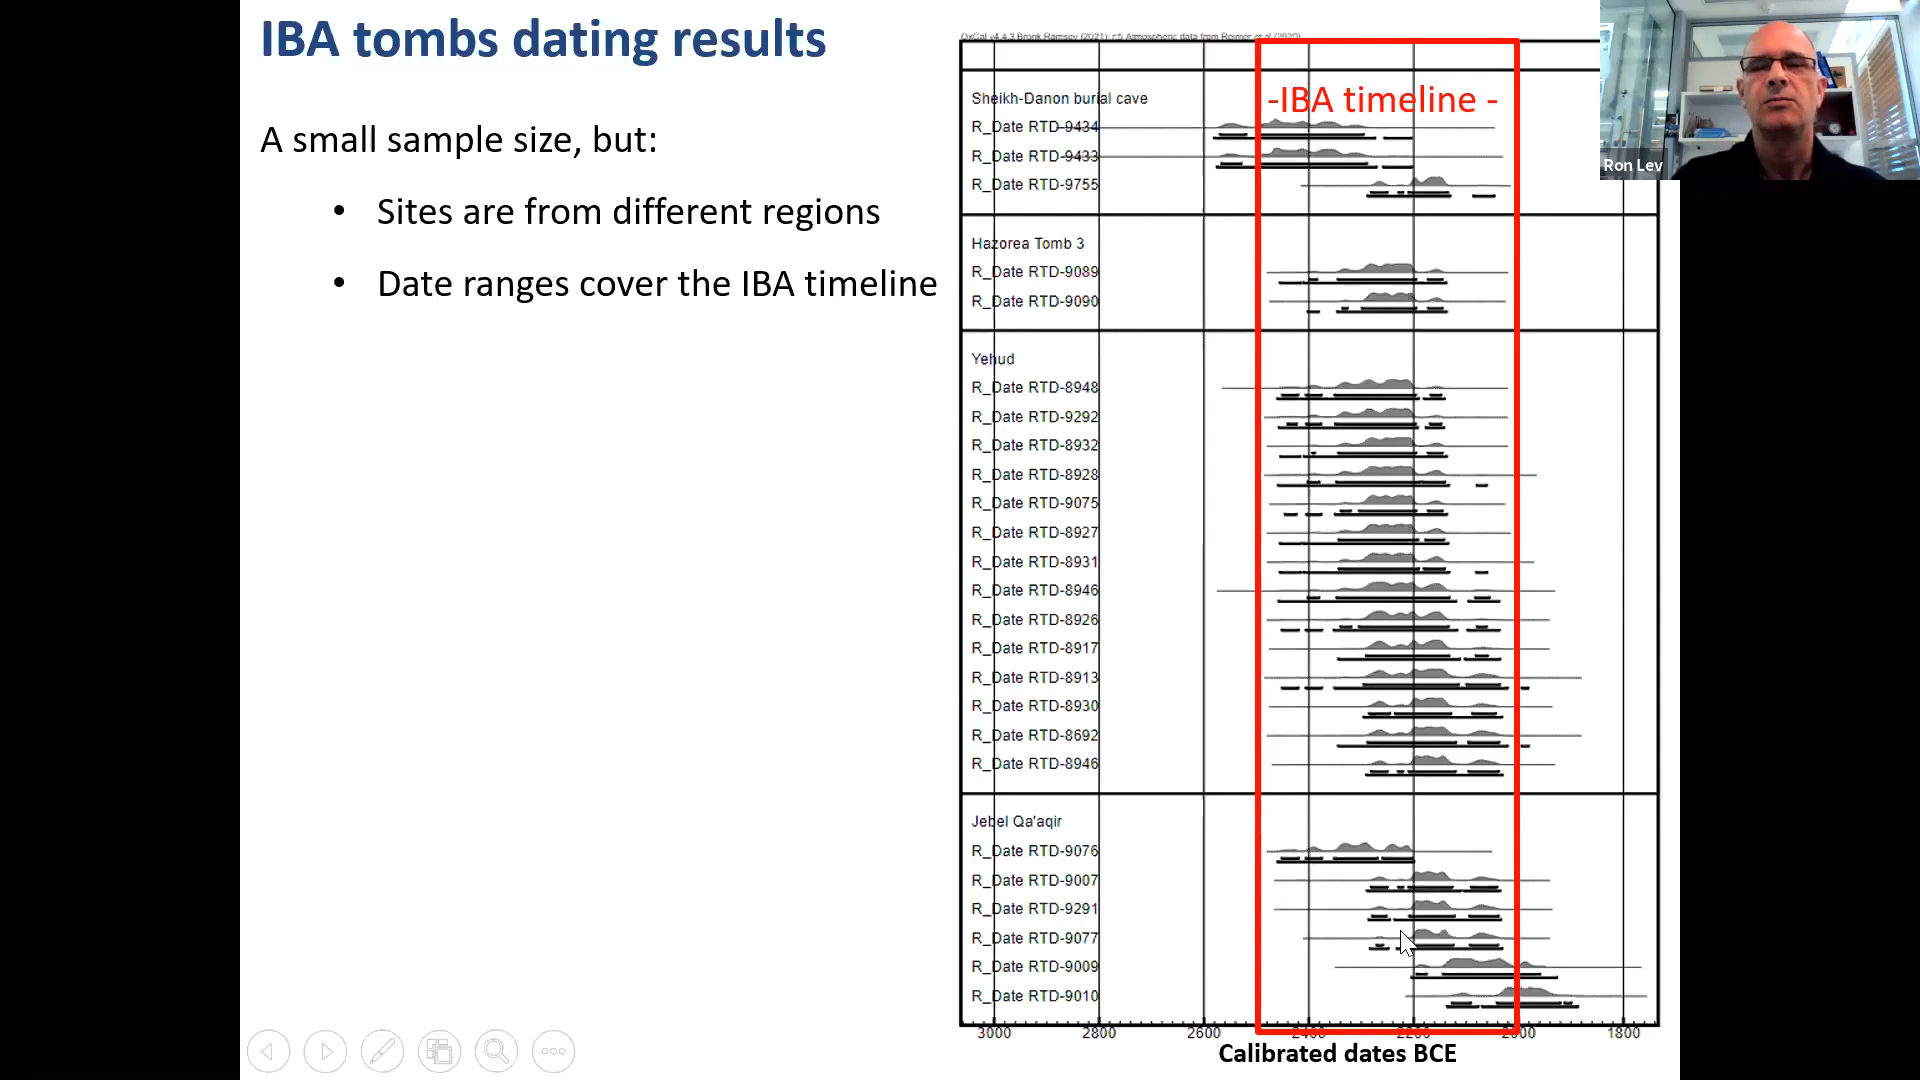 IBA tombs dating results
A small sample size, but:
• Sites are from different regions
• Date ranges cover the IBA timeline
OxCal v4.4.3 Bronk Ramsey (2021); r:5 Atmospheric data from Reimer et al (2020)
-IBA timeline -
Sheikh-Danon burial cave
R_Date RTD-9434
R_Date RTD-9433
R_Date RTD-9755
Hazorea Tomb 3
R_Date RTD-9089
R_Date RTD-9090
Yehud
R_Date RTD-8948
R_Date RTD-9292
R_Date RTD-8932
R_Date RTD-8928
R_Date RTD-9075
R_Date RTD-8927
R_Date RTD-8931
R_Date RTD-8946
R_Date RTD-8926
R_Date RTD-8917
R_Date RTD-8913
R_Date RTD-8930
R_Date RTD-8692
R_Date RTD-8946
Jebel Qa'aqir
R_Date RTD-9076
R_Date RTD-9007
R_Date RTD-9291
R_Date RTD-9077
R_Date RTD-9009
R_Date RTD-9010
3000 2800 2600 2400 2200 2000 1800
Calibrated dates BCE
Ron Lev